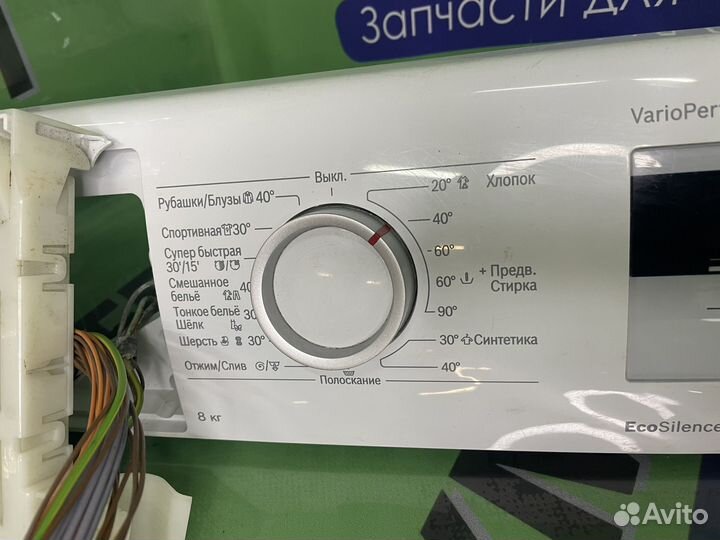 Запчасти для
VarioPer
Выкл.
Рубашки/Блузы 40°
Спортивная 30°
Супер быстрая
30'/15'
Смешанное
бельё 40
Тонкое бельё
Шёлк 30
Шерсть 30°
Отжим/Слив
Полоскание
20° Хлопок
40°
60°
60° + Предв.
Стирка
90°
30° Синтетика
40°
8 кг
EcoSilence
Avito